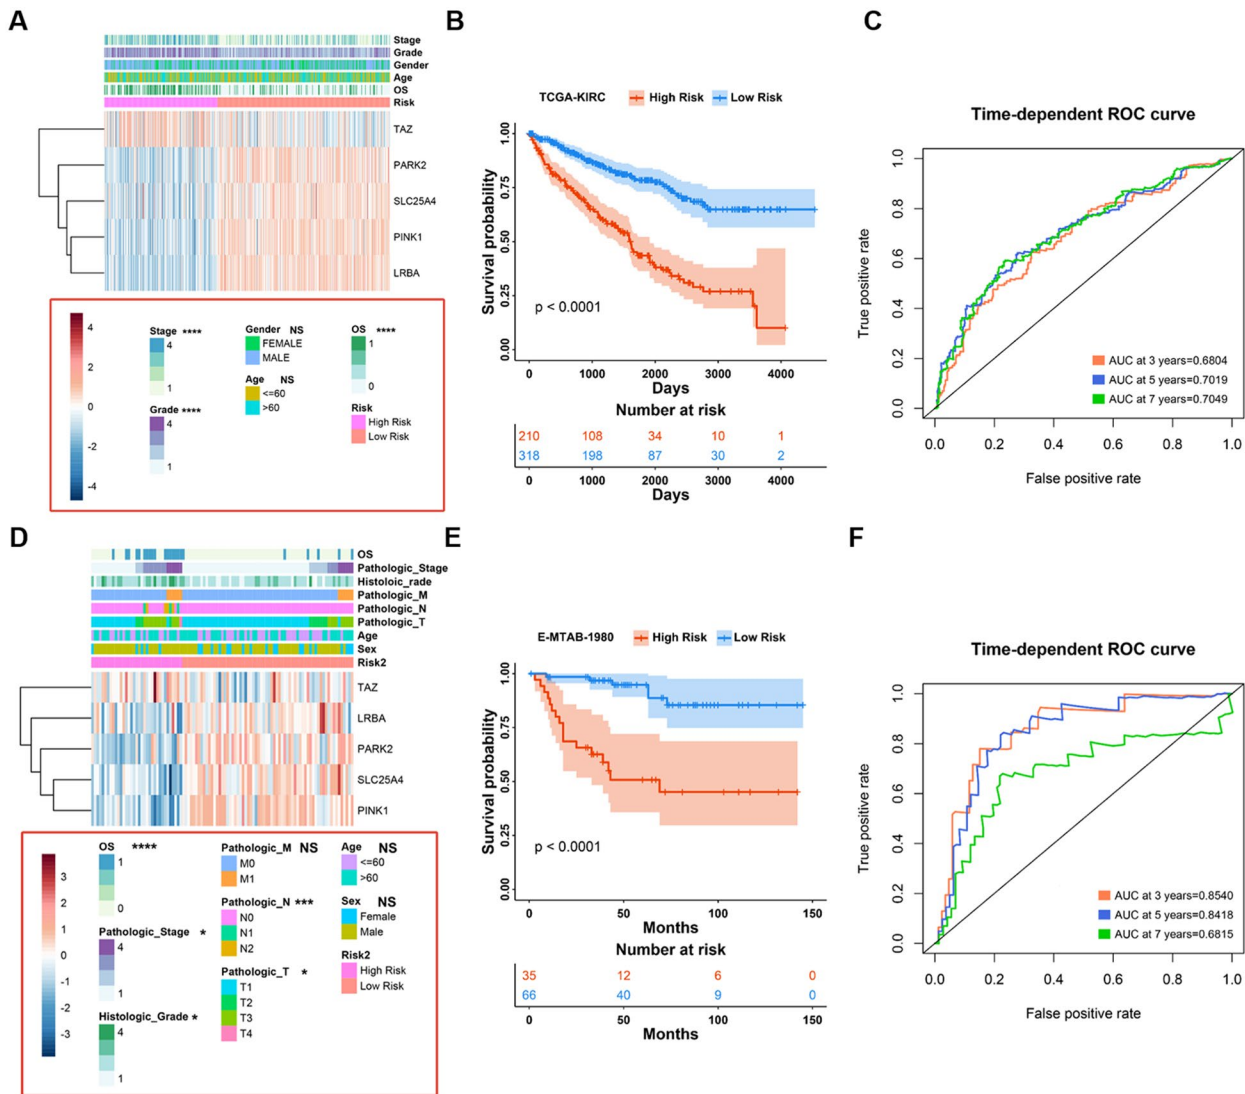 A
Stage
Grade
Gender
Age
OS
Risk
TAZ
PARK2
SLC25A4
PINK1
LRBA
4
2
0
-2
-4
Stage ****
4
1
Grade ****
4
1
Gender NS
FEMALE
MALE
Age NS
<=60
>60
OS ****
1
0
Risk
High Risk
Low Risk
B
TCGA-KIRC High Risk Low Risk
Survival probability
1.00
0.75
0.50
0.25
0.00
p < 0.0001
0 1000 2000 3000 4000
Days
Number at risk
210 108 34 10 1
318 198 87 30 2
0 1000 2000 3000 4000
Days
C
Time-dependent ROC curve
True positive rate
1.0
0.8
0.6
0.4
0.2
0.0
AUC at 3 years=0.6804
AUC at 5 years=0.7019
AUC at 7 years=0.7049
0.0 0.2 0.4 0.6 0.8 1.0
False positive rate
D
OS
Pathologic_Stage
Histoloic_rade
Pathologic_M
Pathologic_N
Pathologic_T
Age
Sex
Risk2
TAZ
LRBA
PARK2
SLC25A4
PINK1
3
2
1
0
-1
-2
-3
OS ****
1
0
Pathologic_Stage *
4
1
Histologic_Grade *
4
1
Pathologic_M NS
M0
M1
Pathologic_N ***
N0
N1
N2
Pathologic_T *
T1
T2
T3
T4
Age NS
<=60
>60
Sex NS
Female
Male
Risk2
High Risk
Low Risk
E
E-MTAB-1980 High Risk Low Risk
Survival probability
1.00
0.75
0.50
0.25
0.00
p < 0.0001
0 50 100 150
Months
Number at risk
35 12 6 0
66 40 9 0
0 50 100 150
Months
F
Time-dependent ROC curve
True positive rate
1.0
0.8
0.6
0.4
0.2
0.0
AUC at 3 years=0.8540
AUC at 5 years=0.8418
AUC at 7 years=0.6815
0.0 0.2 0.4 0.6 0.8 1.0
False positive rate